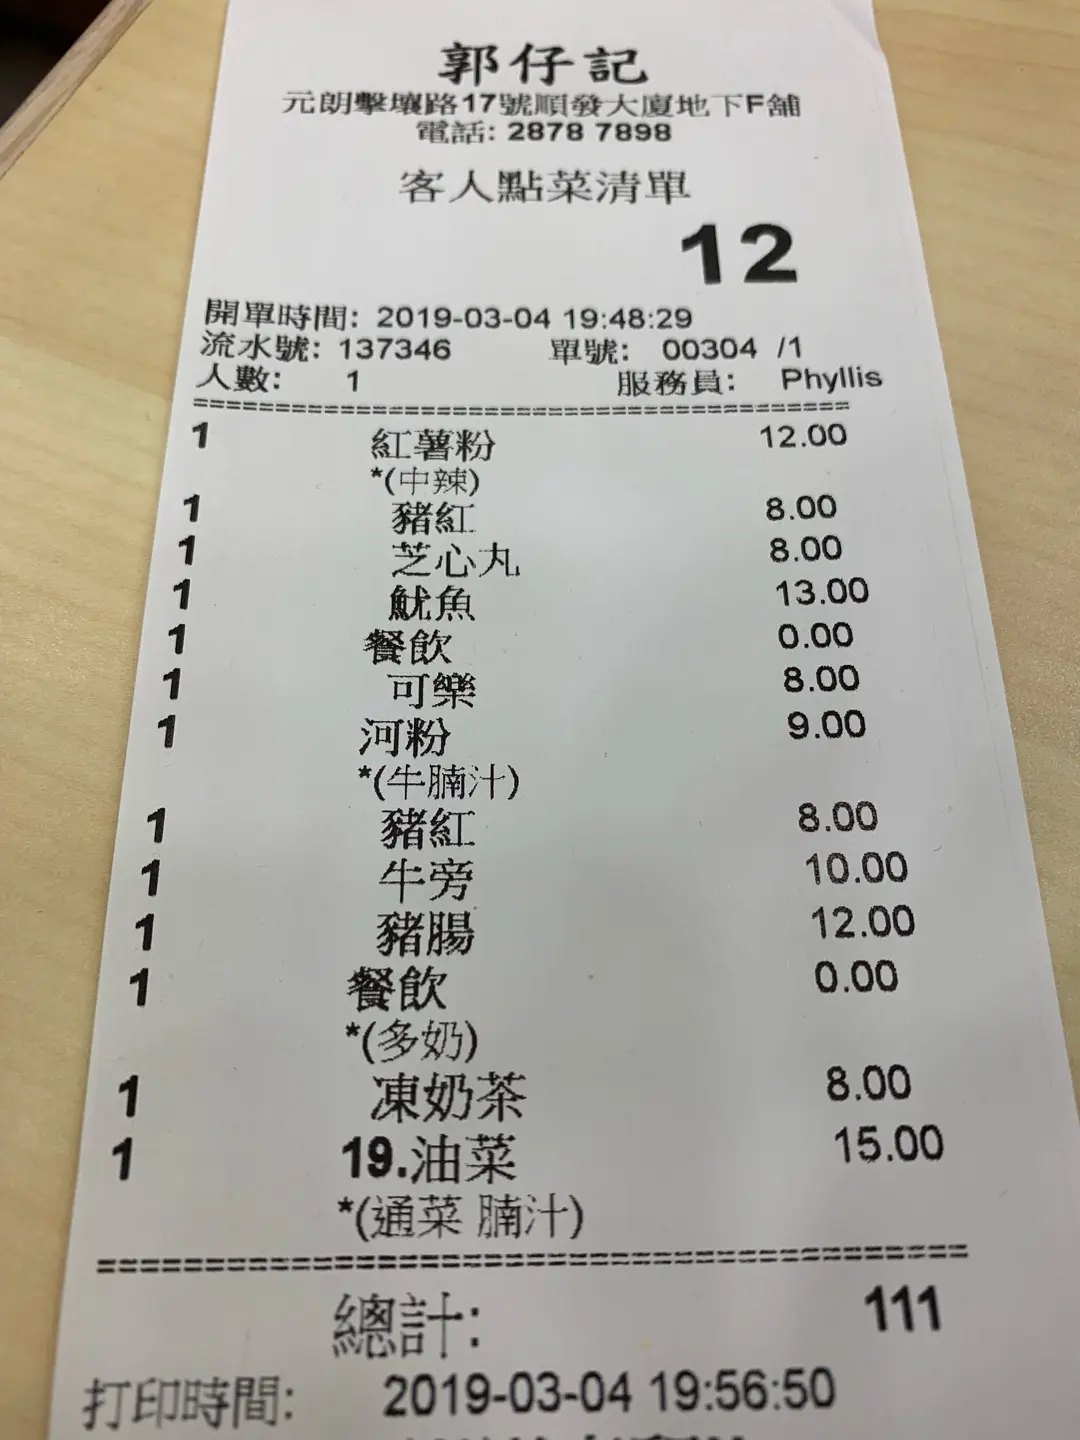 郭仔記
元朗擊壤路17號順發大廈地下F舖
電話: 2878 7898
客人點菜清單
12
開單時間: 2019-03-04 19:48:29
流水號: 137346 單號: 00304 /1
人數: 1 服務員: Phyllis
========================================
1 紅薯粉 12.00
*(中辣)
1 豬紅 8.00
1 芝心丸 8.00
1 魷魚 13.00
1 餐飲 0.00
1 可樂 8.00
1 河粉 9.00
*(牛腩汁)
1 豬紅 8.00
1 牛旁 10.00
1 豬腸 12.00
1 餐飲 0.00
*(多奶)
1 凍奶茶 8.00
1 19.油菜 15.00
*(通菜 腩汁)
========================================
總計: 111
打印時間: 2019-03-04 19:56:50